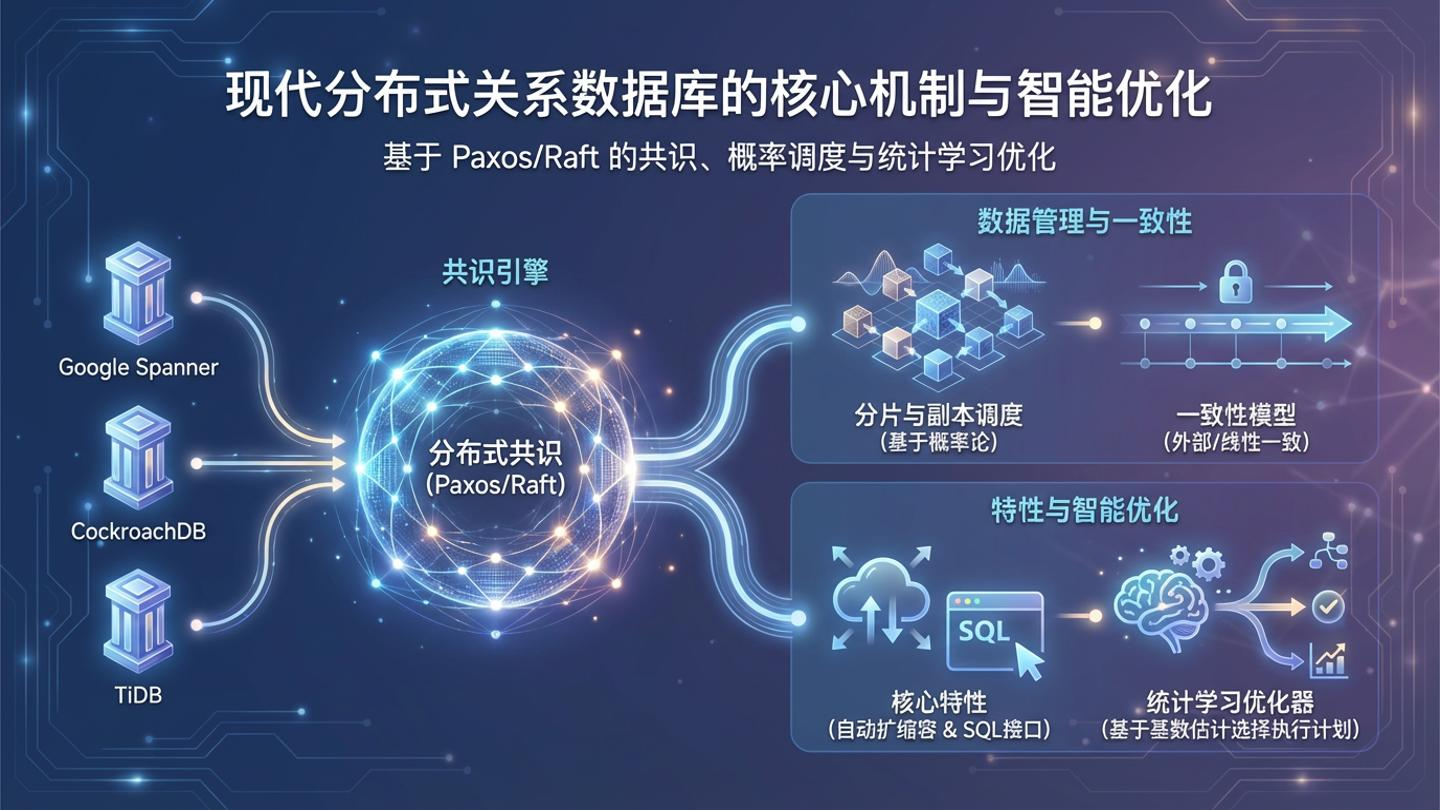 现代分布式关系数据库的核心机制与智能优化
基于 Paxos/Raft 的共识、概率调度与统计学习优化
Google Spanner
CockroachDB
TiDB
共识引擎
分布式共识
(Paxos/Raft)
数据管理与一致性
分片与副本调度
(基于概率论)
一致性模型
(外部/线性一致)
特性与智能优化
SQL
核心特性
(自动扩缩容 & SQL接口)
统计学习优化器
(基于基数估计选择执行计划)